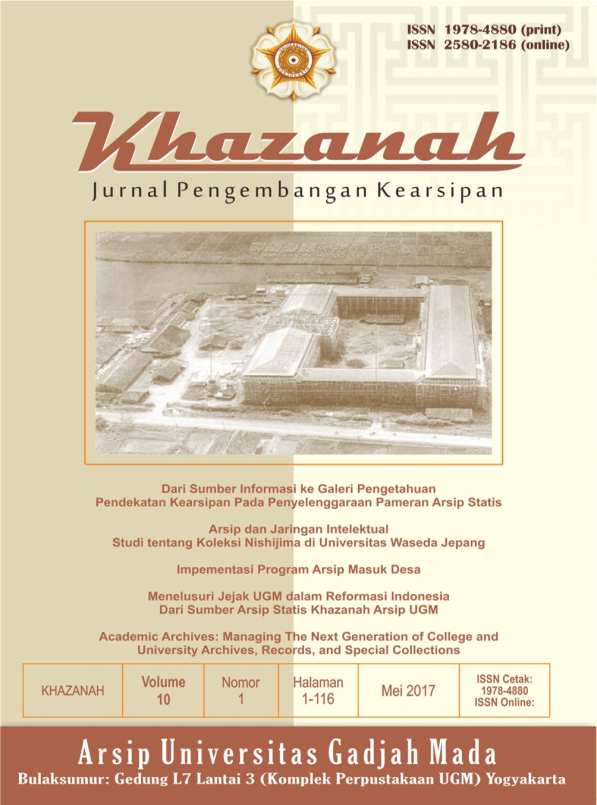 ISSN 1978-4880 (print)
ISSN 2580-2186 (online)
Khazanah
Jurnal Pengembangan Kearsipan
Dari Sumber Informasi ke Galeri Pengetahuan
Pendekatan Kearsipan Pada Penyelenggaraan Pameran Arsip Statis
Arsip dan Jaringan Intelektual
Studi tentang Koleksi Nishijima di Universitas Waseda Jepang
Impementasi Program Arsip Masuk Desa
Menelusuri Jejak UGM dalam Reformasi Indonesia
Dari Sumber Arsip Statis Khazanah Arsip UGM
Academic Archives: Managing The Next Generation of College and
University Archives, Records, and Special Collections
KHAZANAH
Volume
10
Nomor
1
Halaman
1-116
Mei 2017
ISSN Cetak:
1978-4880
ISSN Online:
Arsip Universitas Gadjah Mada
Bulaksumur: Gedung L7 Lantai 3 (Komplek Perpustakaan UGM) Yogyakarta